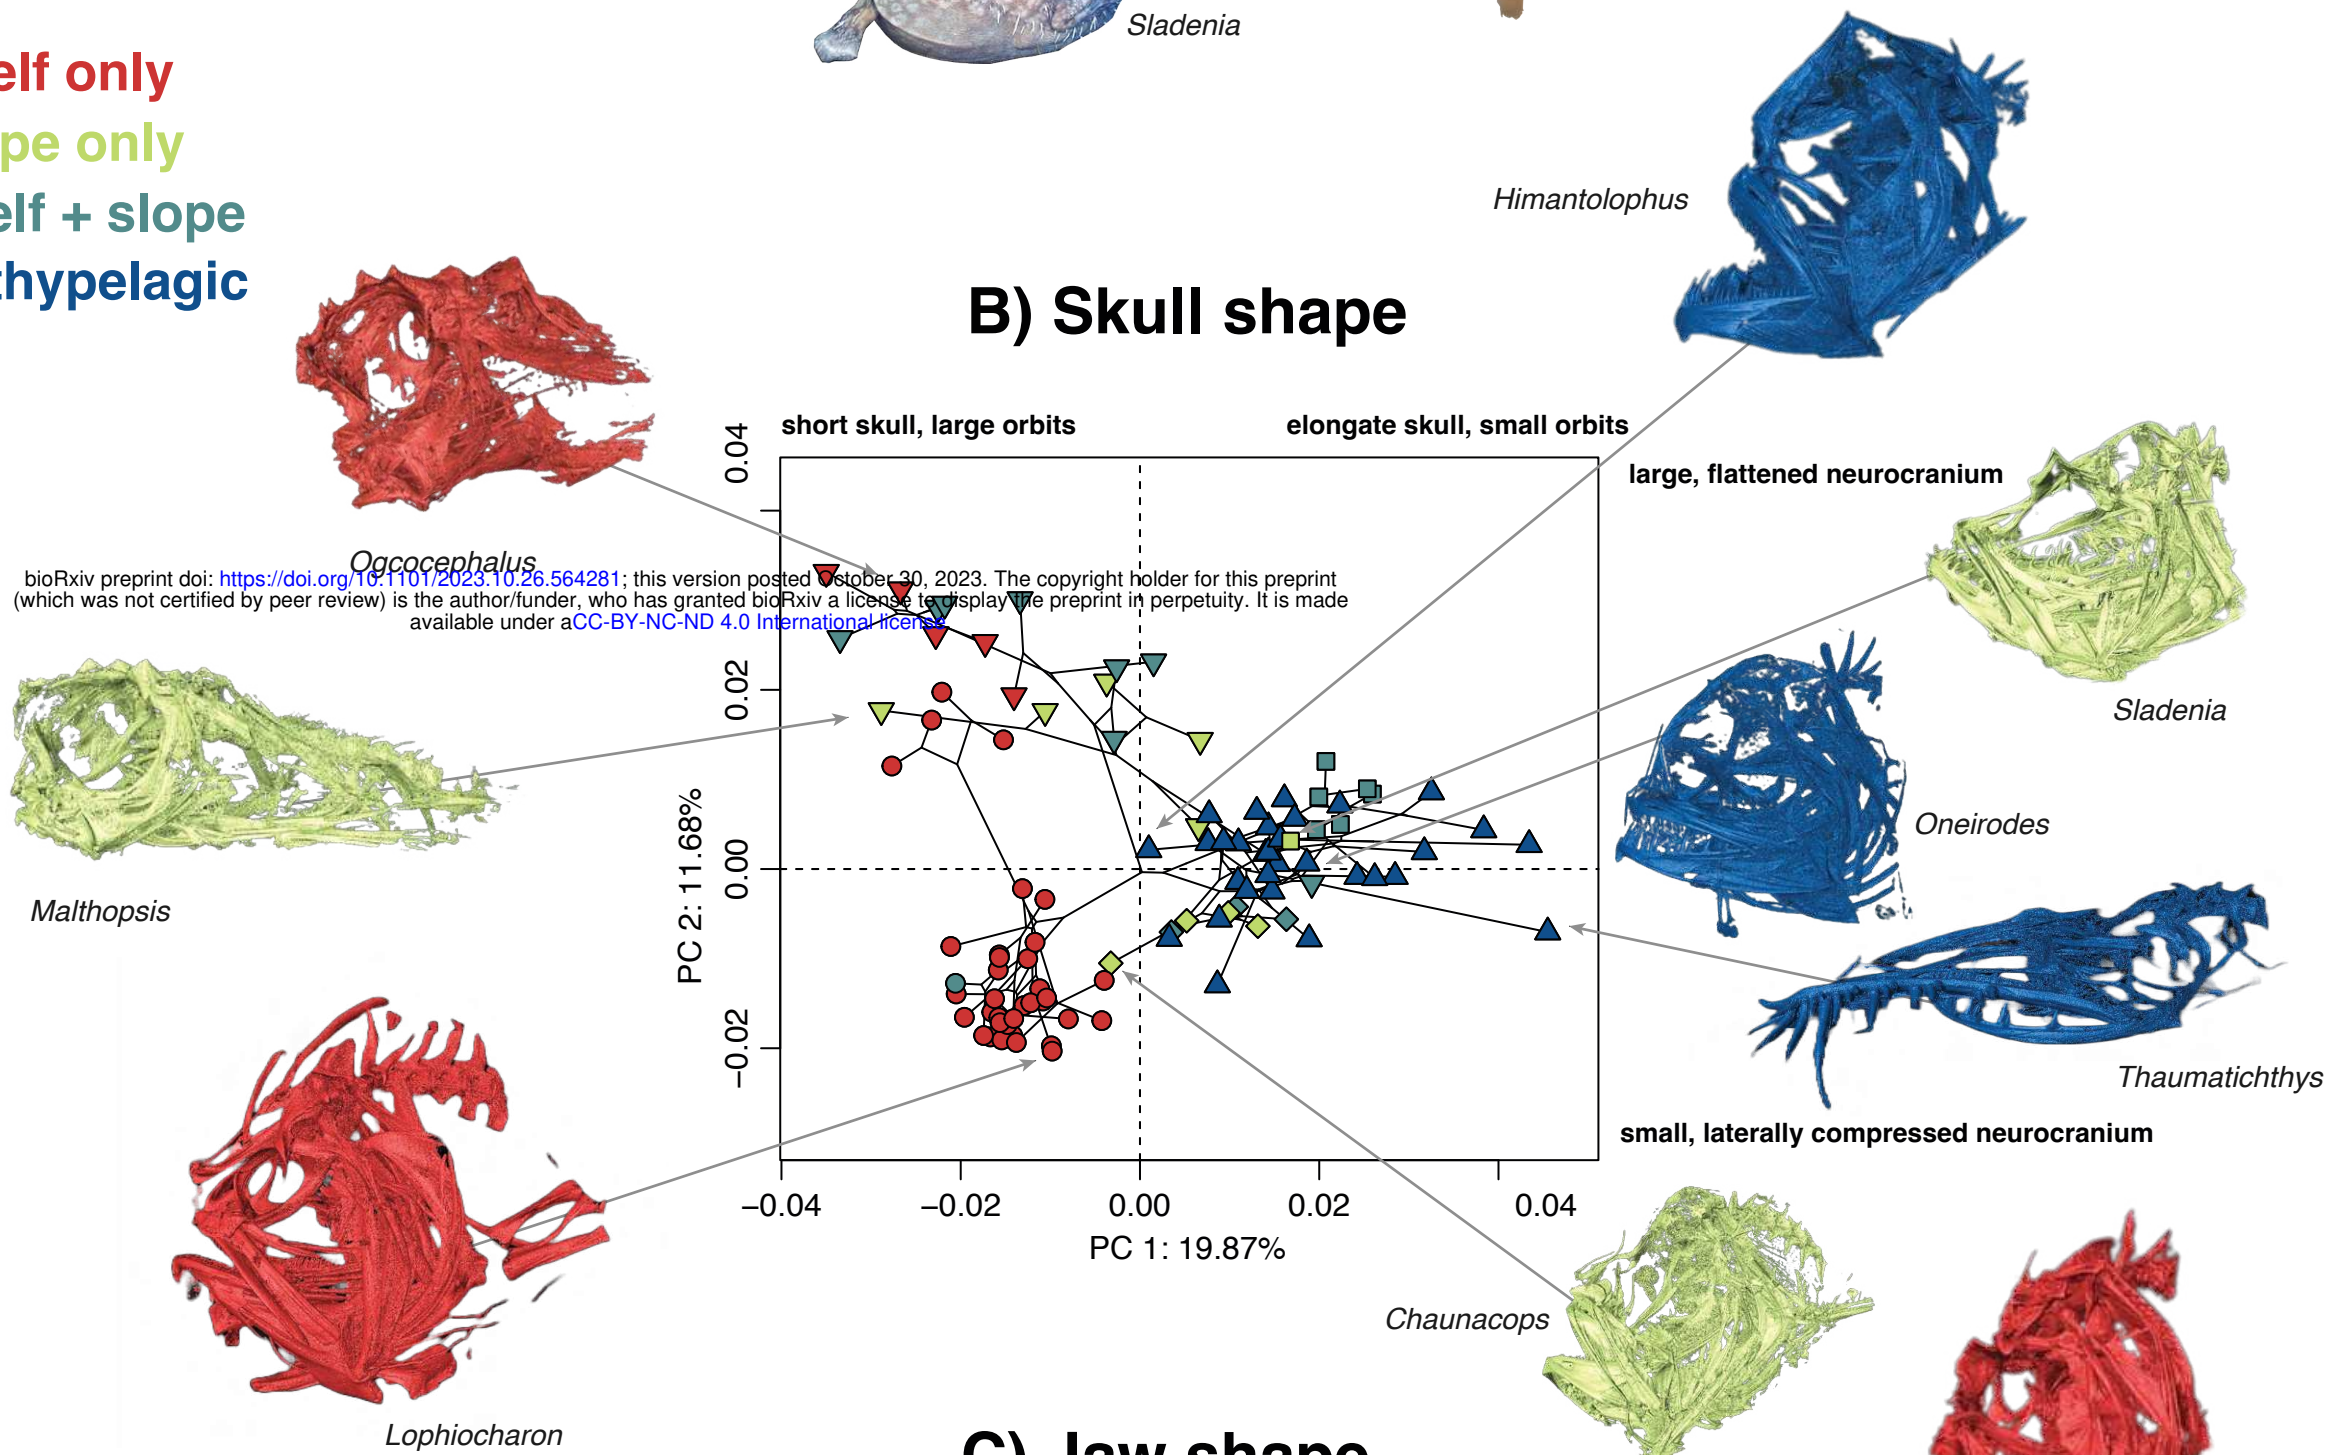 Sladenia
elf only
pe only
elf + slope
thypelagic
Himantolophus
B) Skull shape
short skull, large orbits
elongate skull, small orbits
large, flattened neurocranium
Ogcocephalus
bioRxiv preprint doi: https://doi.org/10.1101/2023.10.26.564281; this version posted October 30, 2023. The copyright holder for this preprint
(which was not certified by peer review) is the author/funder, who has granted bioRxiv a license to display the preprint in perpetuity. It is made
available under aCC-BY-NC-ND 4.0 International license.
Sladenia
Oneirodes
Malthopsis
Thaumatichthys
small, laterally compressed neurocranium
0.04
0.02
0.00
−0.02
PC 2: 11.68%
−0.04
−0.02
0.00
0.02
0.04
PC 1: 19.87%
Chaunacops
Lophiocharon
C) Jaw shape